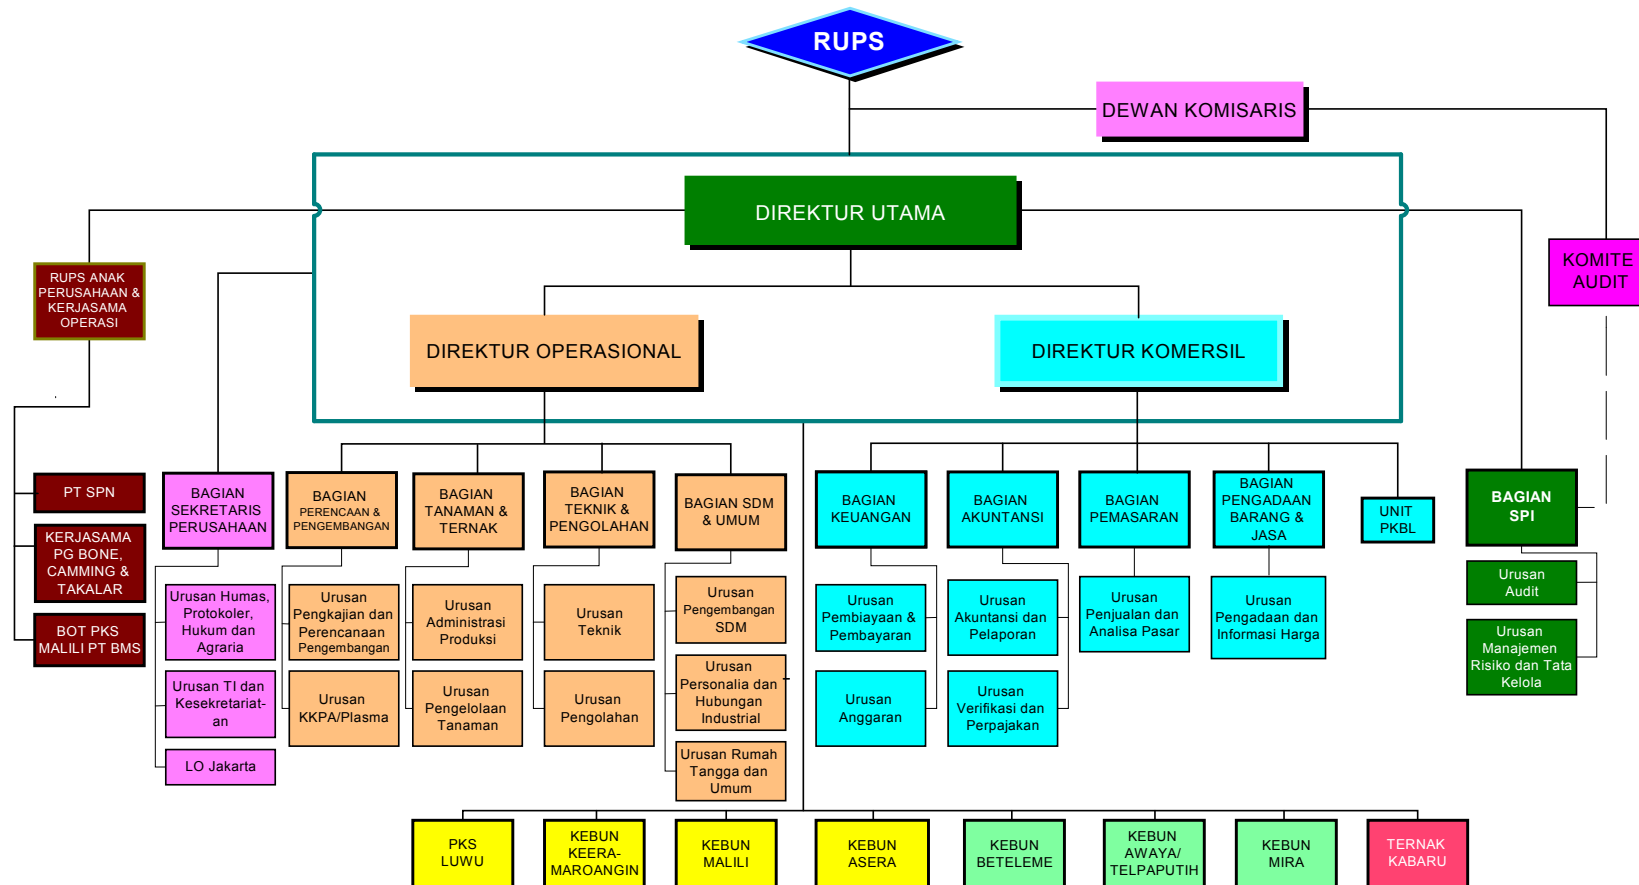 RUPS
DEWAN KOMISARIS
DIREKTUR UTAMA
RUPS ANAK
PERUSAHAAN &
KERJASAMA
OPERASI
KOMITE
AUDIT
DIREKTUR OPERASIONAL
DIREKTUR KOMERSIL
PT SPN
KERJASAMA
PG BONE,
CAMMING &
TAKALAR
BOT PKS
MALILI PT BMS
BAGIAN
SEKRETARIS
PERUSAHAAN
BAGIAN
PERENCAAN &
PENGEMBANGAN
BAGIAN
TANAMAN &
TERNAK
BAGIAN
TEKNIK &
PENGOLAHAN
BAGIAN SDM
& UMUM
BAGIAN
KEUANGAN
BAGIAN
AKUNTANSI
BAGIAN
PEMASARAN
BAGIAN
PENGADAAN
BARANG &
JASA
UNIT
PKBL
BAGIAN
SPI
Urusan Humas,
Protokoler,
Hukum dan
Agraria
Urusan TI dan
Kesekretariat-
an
LO Jakarta
Urusan
Pengkajian dan
Perencanaan
Pengembangan
Urusan
KKPA/Plasma
Urusan
Administrasi
Produksi
Urusan
Pengelolaan
Tanaman
Urusan
Teknik
Urusan
Pengolahan
Urusan
Pengembangan
SDM
Urusan
Personalia dan
Hubungan
Industrial
Urusan Rumah
Tangga dan
Umum
Urusan
Pembiayaan &
Pembayaran
Urusan
Anggaran
Urusan
Akuntansi dan
Pelaporan
Urusan
Verifikasi dan
Perpajakan
Urusan
Penjualan dan
Analisa Pasar
Urusan
Pengadaan dan
Informasi Harga
Urusan
Audit
Urusan
Manajemen
Risiko dan Tata
Kelola
PKS
LUWU
KEBUN
KEERA-
MAROANGIN
KEBUN
MALILI
KEBUN
ASERA
KEBUN
BETELEME
KEBUN
AWAYA/
TELPAPUTIH
KEBUN
MIRA
TERNAK
KABARU